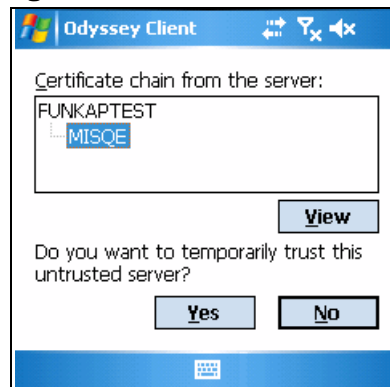 Odyssey Client
Certificate chain from the server:
FUNKAPTEST
MISQE
View
Do you want to temporarily trust this
untrusted server?
Yes
No